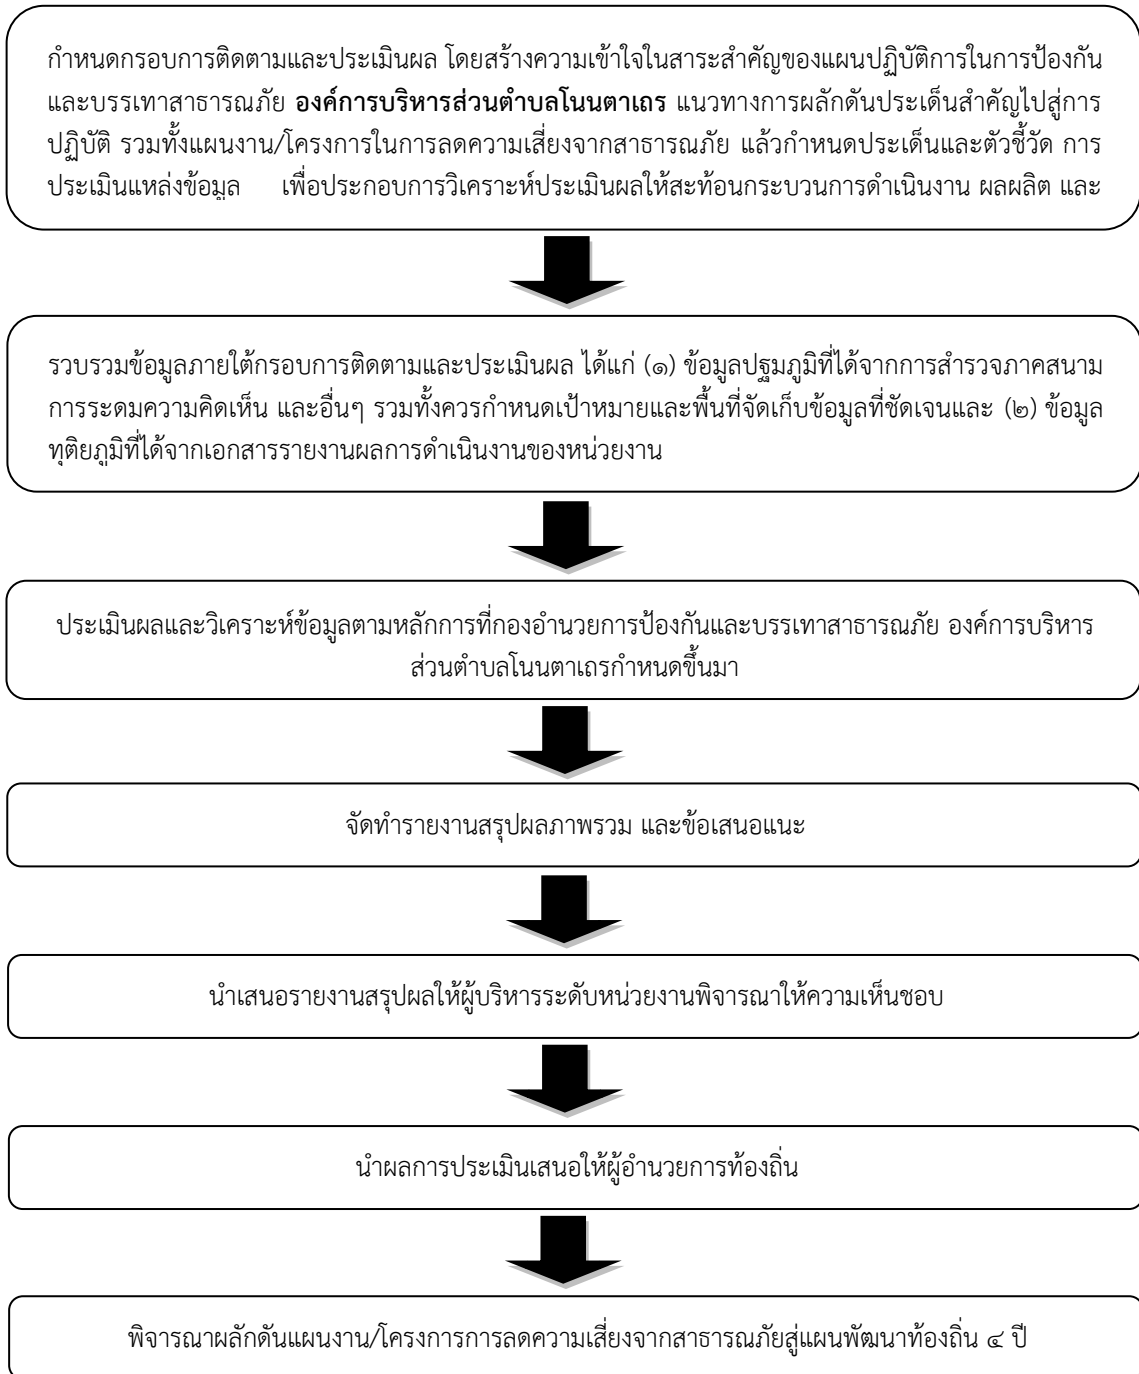 กำหนดกรอบการติดตามและประเมินผล โดยสร้างความเข้าใจในสาระสำคัญของแผนปฏิบัติการในการป้องกัน
และบรรเทาสาธารณภัย องค์การบริหารส่วนตำบลโนนตาเถร แนวทางการผลักดันประเด็นสำคัญไปสู่การ
ปฏิบัติ รวมทั้งแผนงาน/โครงการในการลดความเสี่ยงจากสาธารณภัย แล้วกำหนดประเด็นและตัวชี้วัด การ
ประเมินแหล่งข้อมูล เพื่อประกอบการวิเคราะห์ประเมินผลให้สะท้อนกระบวนการดำเนินงาน ผลผลิต และ
รวบรวมข้อมูลภายใต้กรอบการติดตามและประเมินผล ได้แก่ (๑) ข้อมูลปฐมภูมิที่ได้จากการสำรวจภาคสนาม
การระดมความคิดเห็น และอื่นๆ รวมทั้งควรกำหนดเป้าหมายและพื้นที่จัดเก็บข้อมูลที่ชัดเจนและ (๒) ข้อมูล
ทุติยภูมิที่ได้จากเอกสารรายงานผลการดำเนินงานของหน่วยงาน
ประเมินผลและวิเคราะห์ข้อมูลตามหลักการที่กองอำนวยการป้องกันและบรรเทาสาธารณภัย องค์การบริหาร
ส่วนตำบลโนนตาเถรกำหนดขึ้นมา
จัดทำรายงานสรุปผลภาพรวม และข้อเสนอแนะ
นำเสนอรายงานสรุปผลให้ผู้บริหารระดับหน่วยงานพิจารณาให้ความเห็นชอบ
นำผลการประเมินเสนอให้ผู้อำนวยการท้องถิ่น
พิจารณาผลักดันแผนงาน/โครงการการลดความเสี่ยงจากสาธารณภัยสู่แผนพัฒนาท้องถิ่น ๔ ปี